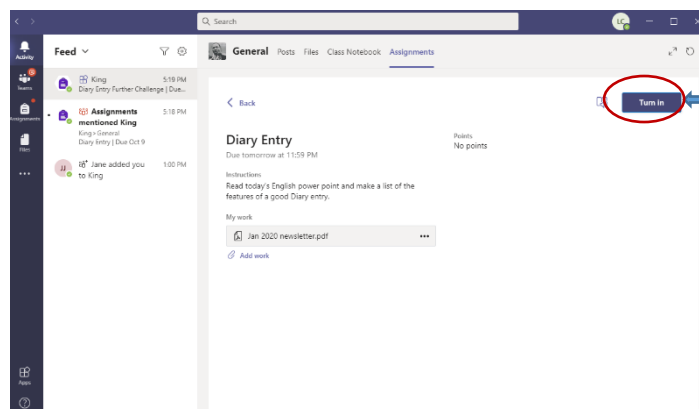 Search
LC
Activity
Teams
Assignments
Files
Apps
Feed
King
5:19 PM
Diary Entry Further Challenge | Due...
Assignments
mentioned King
5:18 PM
King > General
Diary Entry | Due Oct 9
JJ
Jane added you
to King
1:00 PM
General Posts Files Class Notebook Assignments
Back
Turn in
Diary Entry
Due tomorrow at 11:59 PM
Points
No points
Instructions
Read today's English power point and make a list of the
features of a good Diary entry.
My work
Jan 2020 newsletter.pdf
Add work